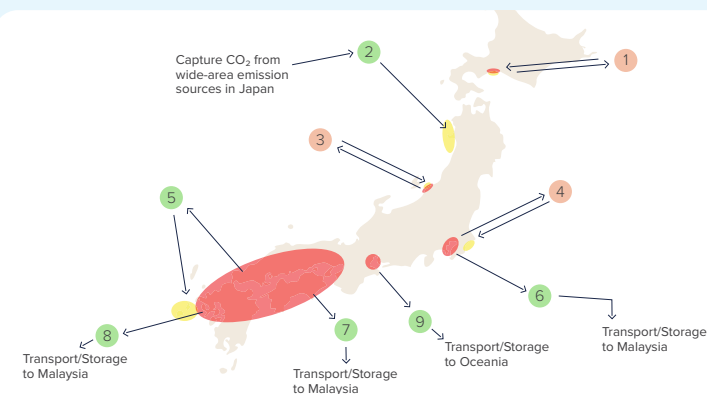 2
Capture CO₂ from
wide-area emission
sources in Japan
1
3
5
4
6
9
7
8
Transport/Storage
to Malaysia
Transport/Storage
to Oceania
Transport/Storage
to Malaysia
Transport/Storage
to Malaysia